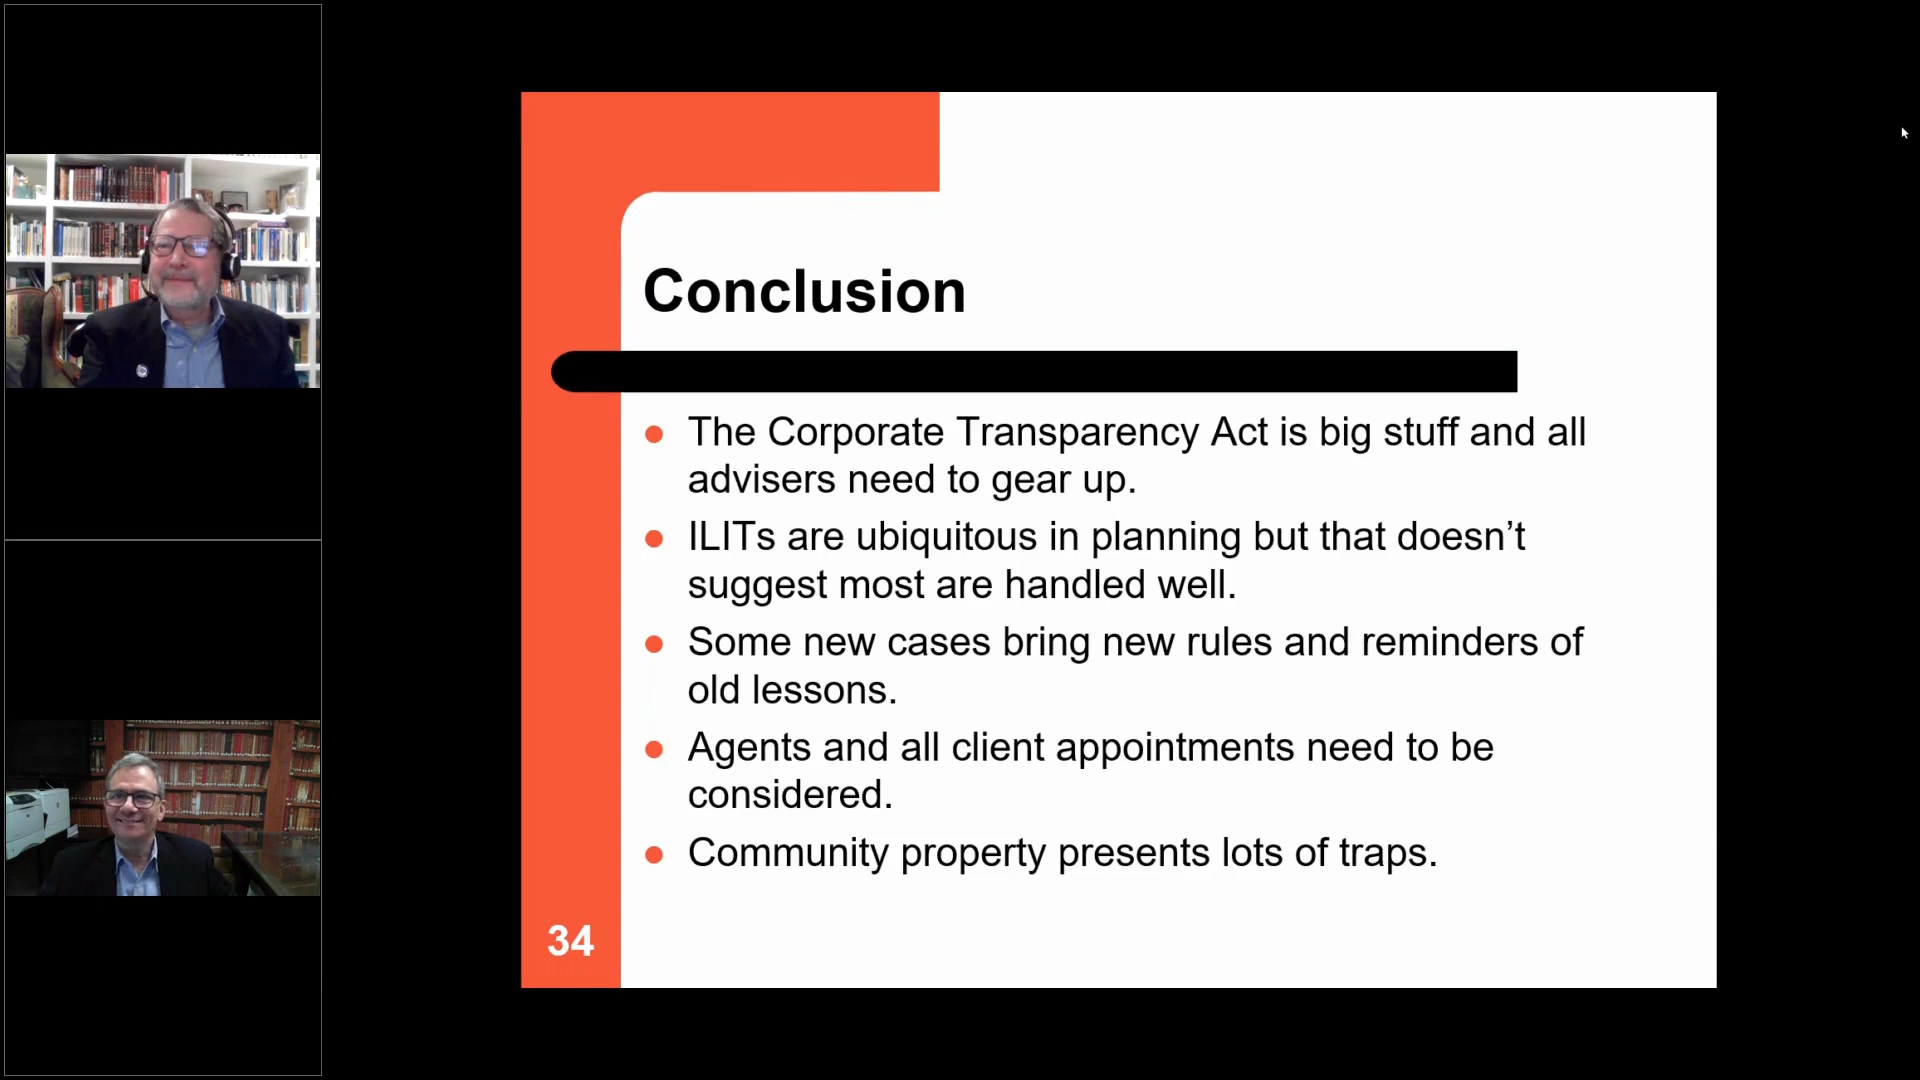 Conclusion
The Corporate Transparency Act is big stuff and all
advisers need to gear up.
ILITs are ubiquitous in planning but that doesn’t
suggest most are handled well.
Some new cases bring new rules and reminders of
old lessons.
Agents and all client appointments need to be
considered.
Community property presents lots of traps.
34